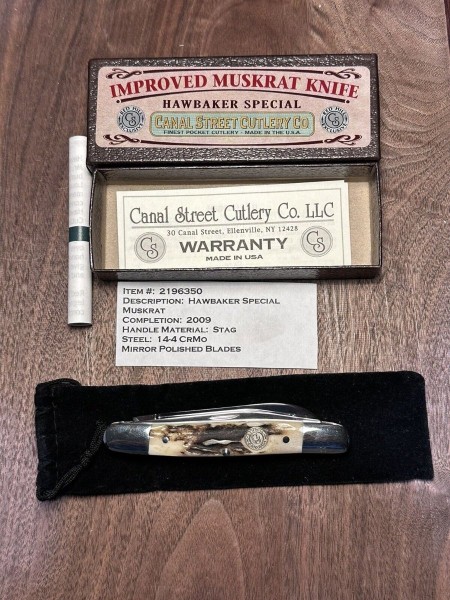 IMPROVED MUSKRAT KNIFE
HAWBAKER SPECIAL
CANAL STREET CUTLERY CO.
FINEST POCKET CUTLERY - MADE IN THE U.S.A.
Canal Street Cutlery Co. LLC
30 Canal Street, Ellenville, NY 12428
WARRANTY
MADE IN USA
CS
CS
ITEM #: 2196350
DESCRIPTION: HAWBAKER SPECIAL
MUSKRAT
COMPLETION: 2009
HANDLE MATERIAL: STAG
STEEL: 14-4 CRMO
MIRROR POLISHED BLADES